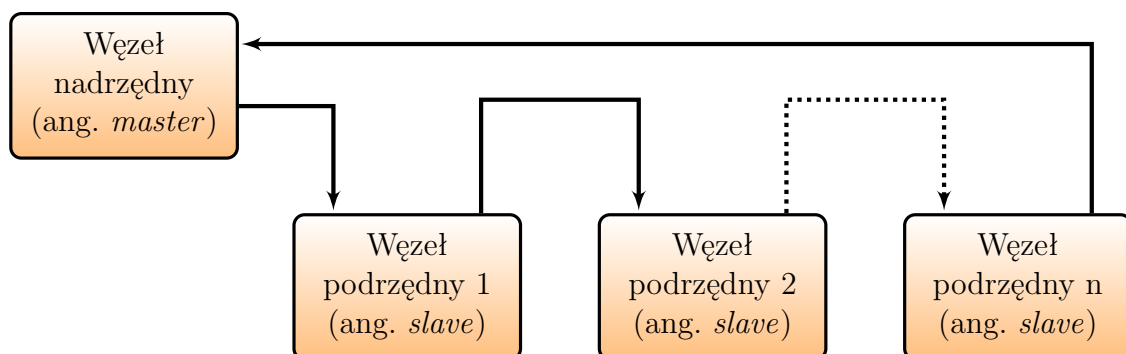 Węzeł
nadrzędny
(ang. master)
Węzeł
podrzędny 1
(ang. slave)
Węzeł
podrzędny 2
(ang. slave)
Węzeł
podrzędny n
(ang. slave)